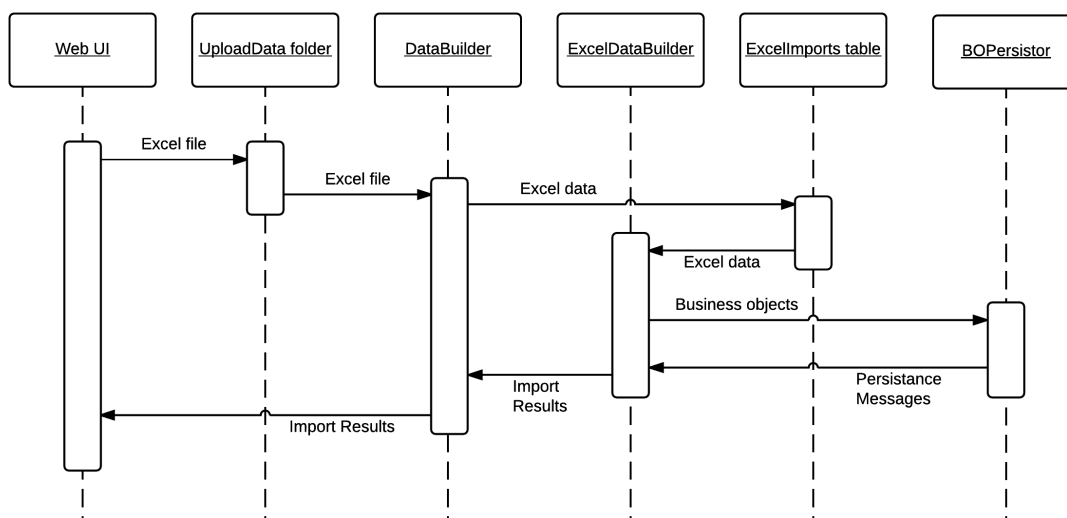 Web UI
UploadData folder
DataBuilder
ExcelDataBuilder
ExcelImports table
BOPersistor
Excel file
Excel file
Excel data
Excel data
Business objects
Persistance
Messages
Import
Results
Import Results